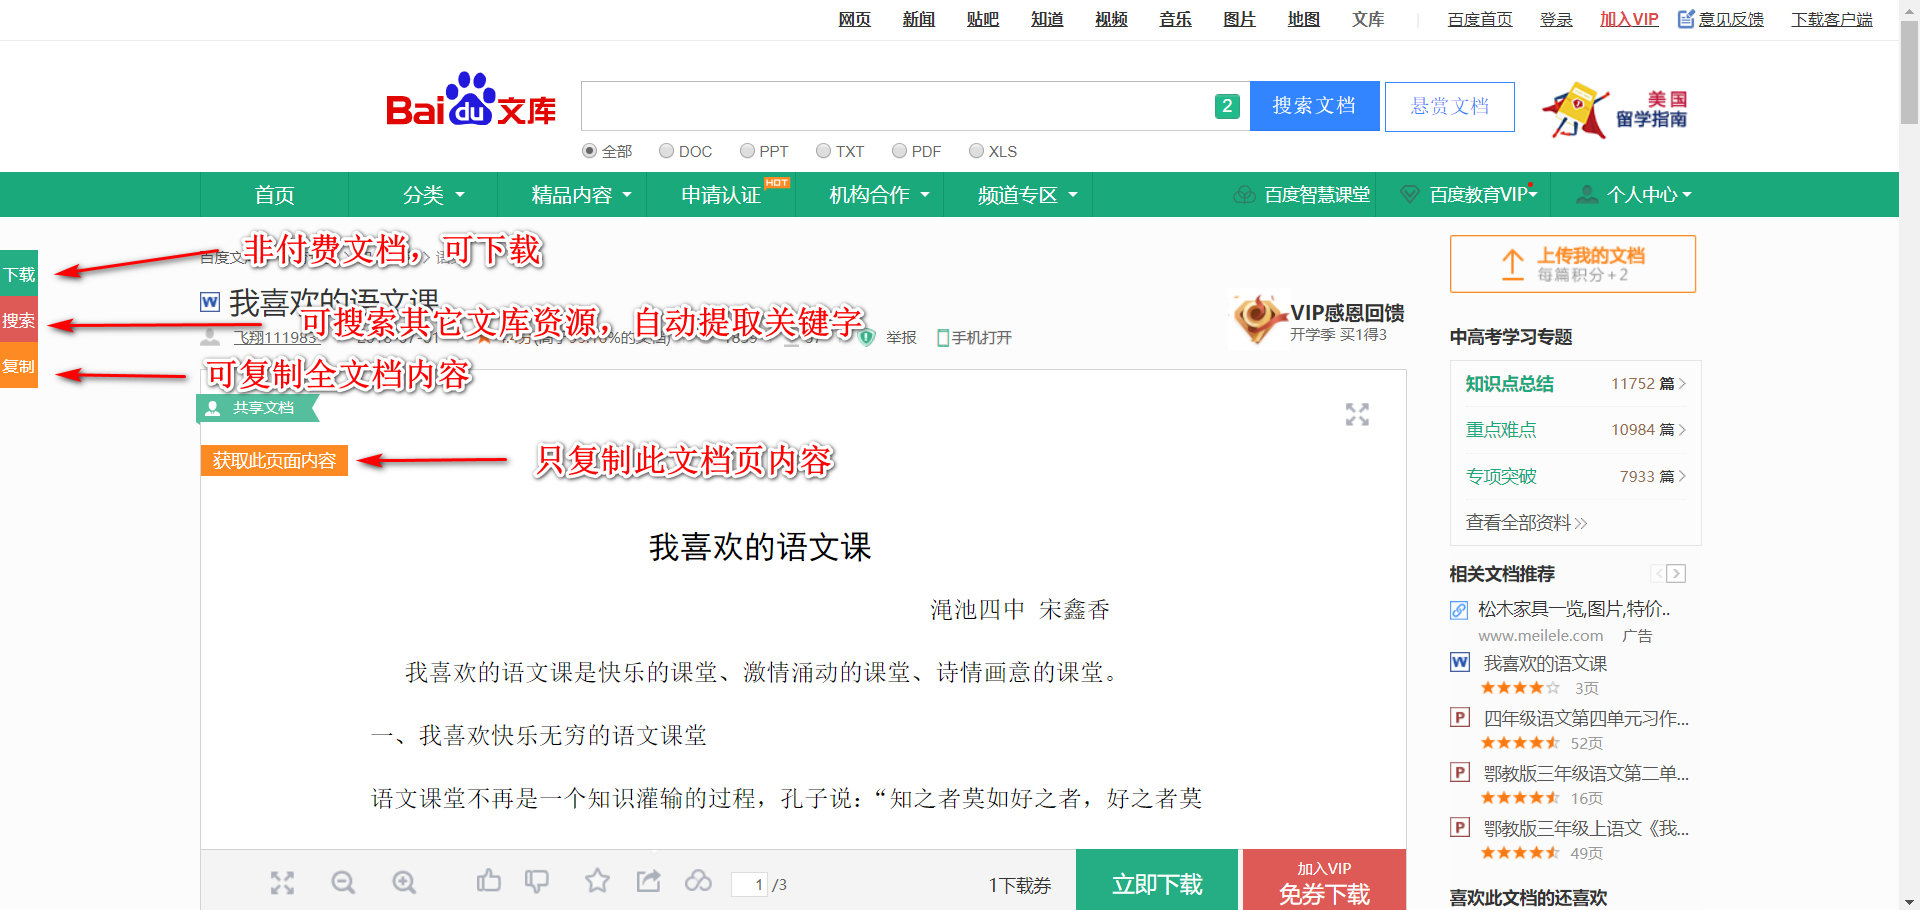 网页 新闻 贴吧 知道 视频 音乐 图片 地图 文库 百度首页 登录 加入VIP 意见反馈 下载客户端
Bai du 文库
2 搜索文档 悬赏文档
美国
留学指南
全部 DOC PPT TXT PDF XLS
首页 分类 精品内容 申请认证 HOT 机构合作 频道专区 百度智慧课堂 百度教育VIP 个人中心
百度文
非付费文档，可下载
下载
上传我的文档
每篇积分+2
W 我喜欢的语文课
搜索
可搜索其它文库资源，自动提取关键字
飞翔111983
举报 手机打开
VIP感恩回馈
开学季 买1得3
中高考学习专题
复制
可复制全文档内容
共享文档
知识点总结 11752 篇
重点难点 10984 篇
专项突破 7933 篇
查看全部资料
获取此页面内容
只复制此文档页内容
我喜欢的语文课
渑池四中 宋鑫香
我喜欢的语文课是快乐的课堂、激情涌动的课堂、诗情画意的课堂。
一、我喜欢快乐无穷的语文课堂
语文课堂不再是一个知识灌输的过程，孔子说：“知之者莫如好之者，好之者莫
相关文档推荐
松木家具一览,图片,特价..
www.meilele.com 广告
W 我喜欢的语文课
3页
P 四年级语文第四单元习作...
52页
P 鄂教版三年级语文第二单...
16页
P 鄂教版三年级上语文《我...
49页
喜欢此文档的还喜欢
1 /3 1下载券 立即下载
加入VIP
免券下载